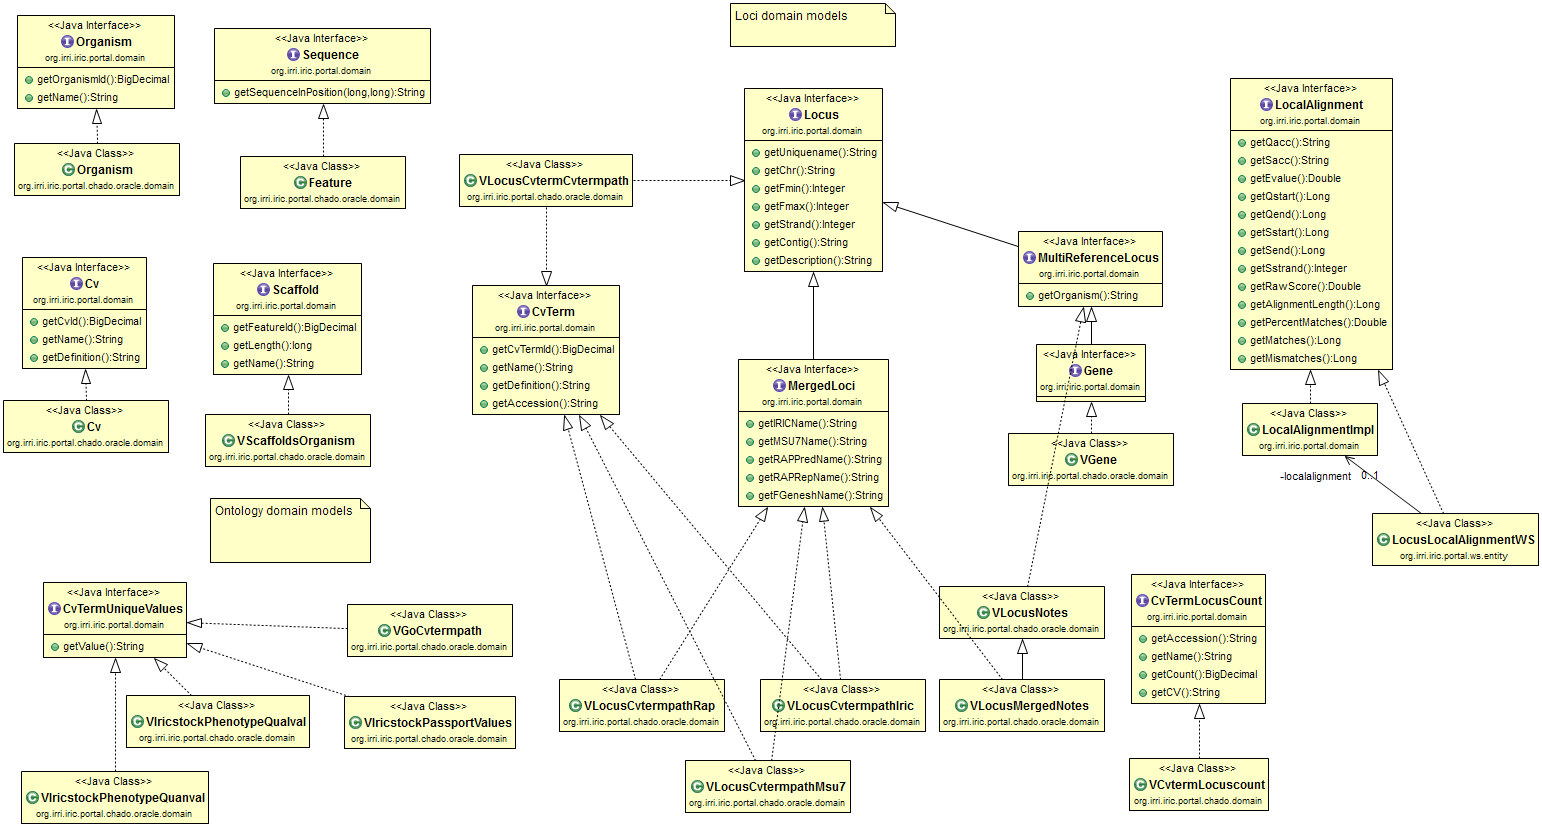 Loci domain models
<<Java Interface>>
Organism
org.irri.iric.portal.domain
getOrganismId():BigDecimal
getName():String
<<Java Class>>
Organism
org.irri.iric.portal.chado.oracle.domain
<<Java Interface>>
Sequence
org.irri.iric.portal.domain
getSequenceInPosition(long,long):String
<<Java Class>>
Feature
org.irri.iric.portal.chado.oracle.domain
<<Java Class>>
VLocusCvtermCvtermpath
org.irri.iric.portal.chado.oracle.domain
<<Java Interface>>
Locus
org.irri.iric.portal.domain
getUniquename():String
getChr():String
getFmin():Integer
getFmax():Integer
getStrand():Integer
getContig():String
getDescription():String
<<Java Interface>>
MultiReferenceLocus
org.irri.iric.portal.domain
getOrganism():String
<<Java Interface>>
LocalAlignment
org.irri.iric.portal.domain
getQacc():String
getSacc():String
getEvalue():Double
getQstart():Long
getQend():Long
getSstart():Long
getSend():Long
getSstrand():Integer
getRawScore():Double
getAlignmentLength():Long
getPercentMatches():Double
getMatches():Long
getMismatches():Long
<<Java Interface>>
Cv
org.irri.iric.portal.domain
getCvId():BigDecimal
getName():String
getDefinition():String
<<Java Class>>
Cv
org.irri.iric.portal.chado.oracle.domain
<<Java Interface>>
Scaffold
org.irri.iric.portal.domain
getFeatureId():BigDecimal
getLength():long
getName():String
<<Java Class>>
VScaffoldsOrganism
org.irri.iric.portal.chado.oracle.domain
<<Java Interface>>
CvTerm
org.irri.iric.portal.domain
getCvTermId():BigDecimal
getName():String
getDefinition():String
getAccession():String
<<Java Interface>>
MergedLoci
org.irri.iric.portal.domain
getIRICName():String
getMSU7Name():String
getRAPPredName():String
getRAPRepName():String
getFGeneshName():String
<<Java Interface>>
Gene
org.irri.iric.portal.domain
<<Java Class>>
VGene
org.irri.iric.portal.chado.oracle.domain
<<Java Class>>
LocalAlignmentImpl
org.irri.iric.portal.domain
-localalignment 0..1
<<Java Class>>
LocusLocalAlignmentWS
org.irri.iric.portal.ws.entity
Ontology domain models
<<Java Interface>>
CvTermUniqueValues
org.irri.iric.portal.domain
getValue():String
<<Java Class>>
VGoCvtermpath
org.irri.iric.portal.chado.oracle.domain
<<Java Class>>
VIricstockPhenotypeQualval
org.irri.iric.portal.chado.oracle.domain
<<Java Class>>
VIricstockPassportValues
org.irri.iric.portal.chado.oracle.domain
<<Java Class>>
VIricstockPhenotypeQuanval
org.irri.iric.portal.chado.oracle.domain
<<Java Class>>
VLocusCvtermpathRap
org.irri.iric.portal.chado.oracle.domain
<<Java Class>>
VLocusCvtermpathIric
org.irri.iric.portal.chado.oracle.domain
<<Java Class>>
VLocusCvtermpathMsu7
org.irri.iric.portal.chado.oracle.domain
<<Java Class>>
VLocusNotes
org.irri.iric.portal.chado.oracle.domain
<<Java Class>>
VLocusMergedNotes
org.irri.iric.portal.chado.oracle.domain
<<Java Interface>>
CvTermLocusCount
org.irri.iric.portal.domain
getAccession():String
getName():String
getCount():BigDecimal
getCV():String
<<Java Class>>
VCvtermLocuscount
org.irri.iric.portal.chado.domain